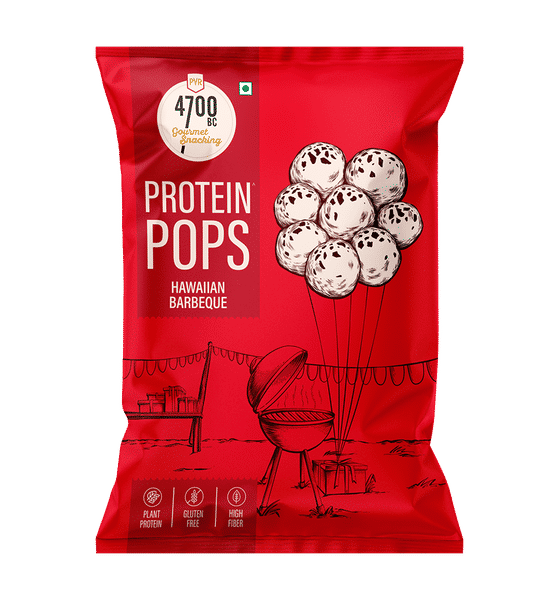 PVR
4700
BC
Gourmet
Snacking
PROTEIN^
POPS
HAWAIIAN
BARBEQUE
PLANT
PROTEIN
GLUTEN
FREE
HIGH
FIBER